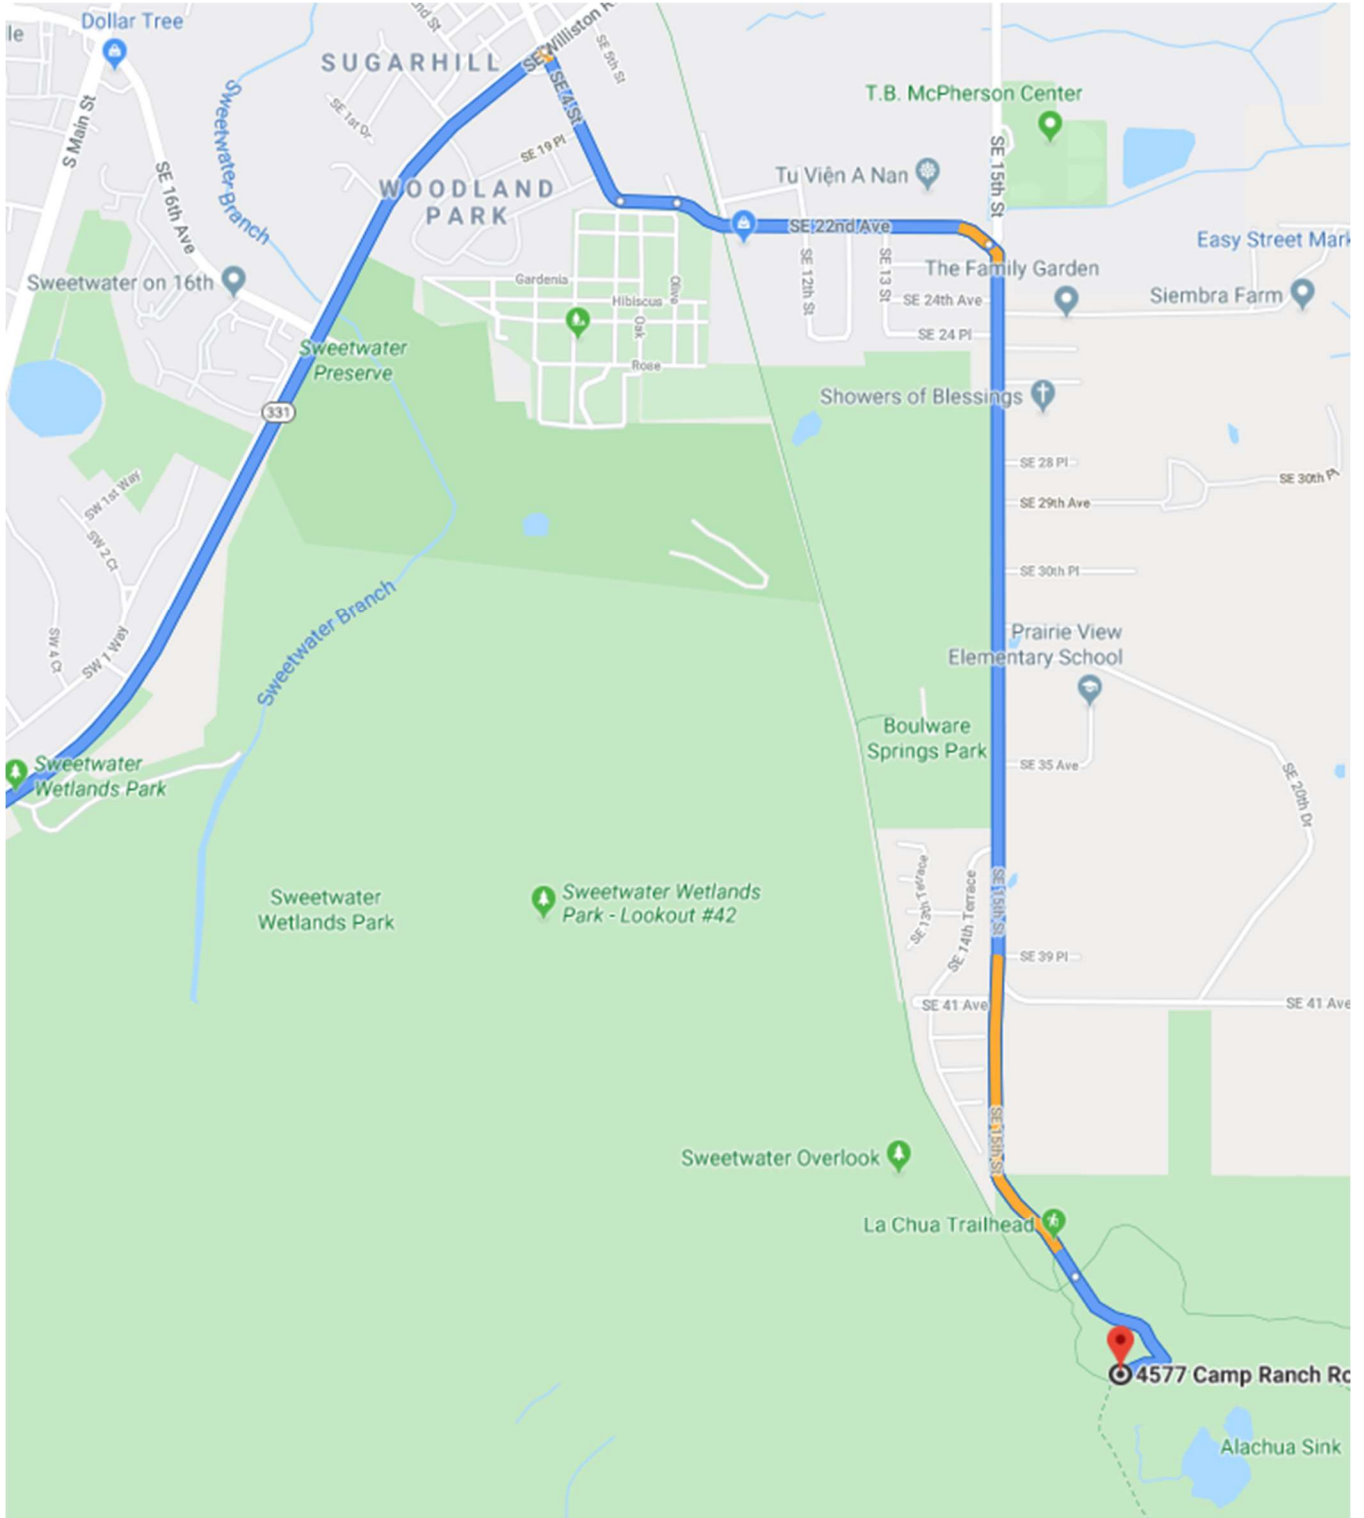 le
Dollar Tree
nd St
SE Williston R
SE 5th St
SUGARHILL
SE 4 St
S Main St
Sweetwater Branch
SE 1st Dr
SE 19 Pl
SE 16th Ave
WOODLAND
PARK
T.B. McPherson Center
SE 15th St
Tu Viện A Nan
SE 22nd Ave
Easy Street Mark
Sweetwater on 16th
Gardenia
Olive
Hibiscus
Oak
Rose
SE 12th St
SE 13 St
The Family Garden
SE 24th Ave
Siembra Farm
SE 24 Pl
Sweetwater
Preserve
331
Showers of Blessings
SE 28 Pl
SE 30th Pl
SE 29th Ave
SW 1st Way
SW 2 Ct
SE 30th Pl
SW 4 Ct
SW 1 Way
Sweetwater Branch
Prairie View
Elementary School
Boulware
Springs Park
SE 35 Ave
SE 20th Dr
Sweetwater
Wetlands Park
Sweetwater
Wetlands Park
Sweetwater Wetlands
Park - Lookout #42
SE 13th Terrace
SE 14th Terrace
SE 15th St
SE 39 Pl
SE 41 Ave
SE 41 Ave
SE 15th St
Sweetwater Overlook
La Chua Trailhead
4577 Camp Ranch Ro
Alachua Sink